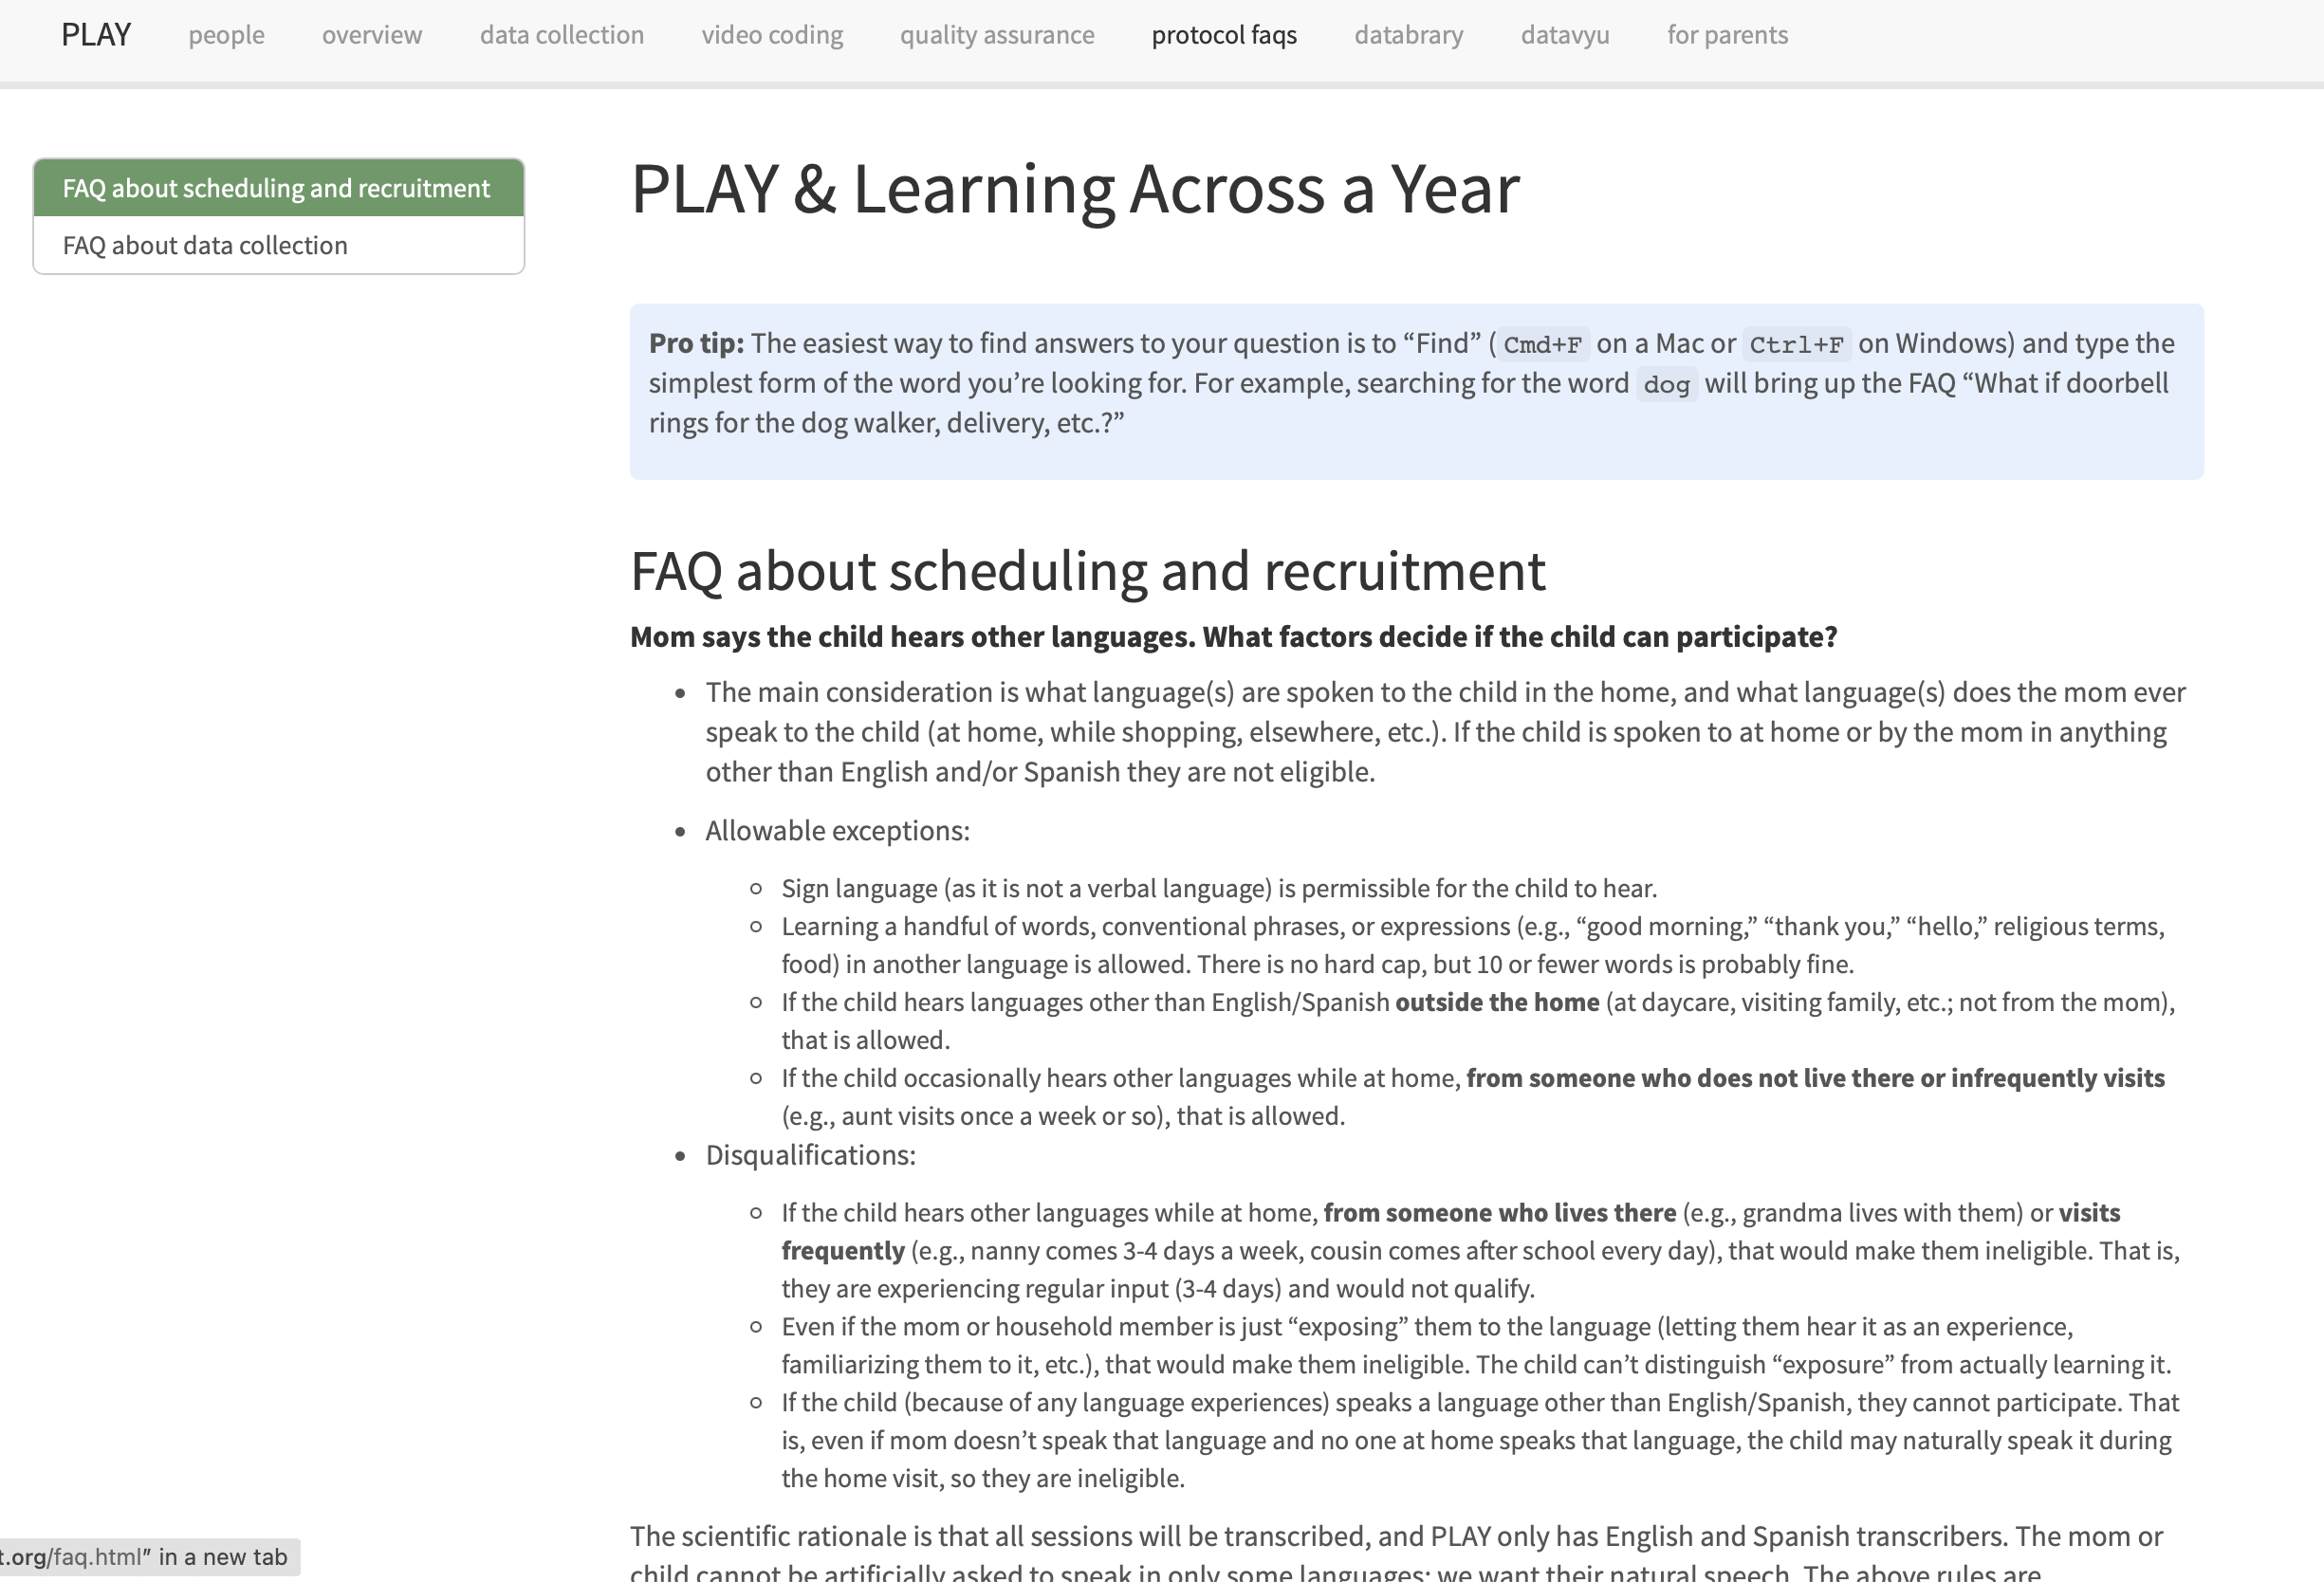 PLAY people overview data collection video coding quality assurance protocol faqs databrary datavyu for parents
FAQ about scheduling and recruitment
FAQ about data collection
PLAY & Learning Across a Year
Pro tip: The easiest way to find answers to your question is to “Find” (Cmd+F on a Mac or Ctrl+F on Windows) and type the
simplest form of the word you’re looking for. For example, searching for the word dog will bring up the FAQ “What if doorbell
rings for the dog walker, delivery, etc.?”
FAQ about scheduling and recruitment
Mom says the child hears other languages. What factors decide if the child can participate?
• The main consideration is what language(s) are spoken to the child in the home, and what language(s) does the mom ever
speak to the child (at home, while shopping, elsewhere, etc.). If the child is spoken to at home or by the mom in anything
other than English and/or Spanish they are not eligible.
• Allowable exceptions:
○ Sign language (as it is not a verbal language) is permissible for the child to hear.
○ Learning a handful of words, conventional phrases, or expressions (e.g., “good morning,” “thank you,” “hello,” religious terms,
food) in another language is allowed. There is no hard cap, but 10 or fewer words is probably fine.
○ If the child hears languages other than English/Spanish outside the home (at daycare, visiting family, etc.; not from the mom),
that is allowed.
○ If the child occasionally hears other languages while at home, from someone who does not live there or infrequently visits
(e.g., aunt visits once a week or so), that is allowed.
• Disqualifications:
○ If the child hears other languages while at home, from someone who lives there (e.g., grandma lives with them) or visits
frequently (e.g., nanny comes 3-4 days a week, cousin comes after school every day), that would make them ineligible. That is,
they are experiencing regular input (3-4 days) and would not qualify.
○ Even if the mom or household member is just “exposing” them to the language (letting them hear it as an experience,
familiarizing them to it, etc.), that would make them ineligible. The child can’t distinguish “exposure” from actually learning it.
○ If the child (because of any language experiences) speaks a language other than English/Spanish, they cannot participate. That
is, even if mom doesn’t speak that language and no one at home speaks that language, the child may naturally speak it during
the home visit, so they are ineligible.
The scientific rationale is that all sessions will be transcribed, and PLAY only has English and Spanish transcribers. The mom or
child cannot be artificially asked to speak in only some languages; we want their natural speech. The above rules are
t.org/faq.html” in a new tab